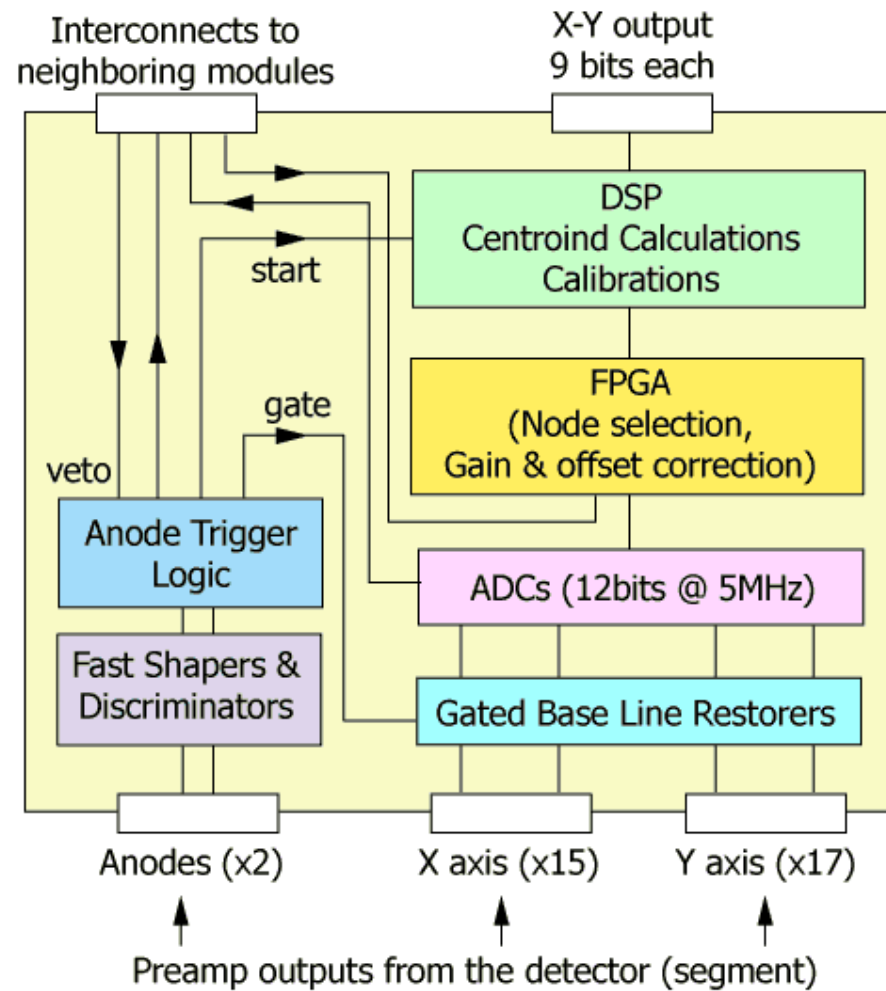 Interconnects to
neighboring modules
X-Y output
9 bits each
DSP
Centroind Calculations
Calibrations
start
FPGA
(Node selection,
Gain & offset correction)
gate
veto
Anode Trigger
Logic
ADCs (12bits @ 5MHz)
Fast Shapers &
Discriminators
Gated Base Line Restorers
Anodes (x2)
X axis (x15)
Y axis (x17)
Preamp outputs from the detector (segment)